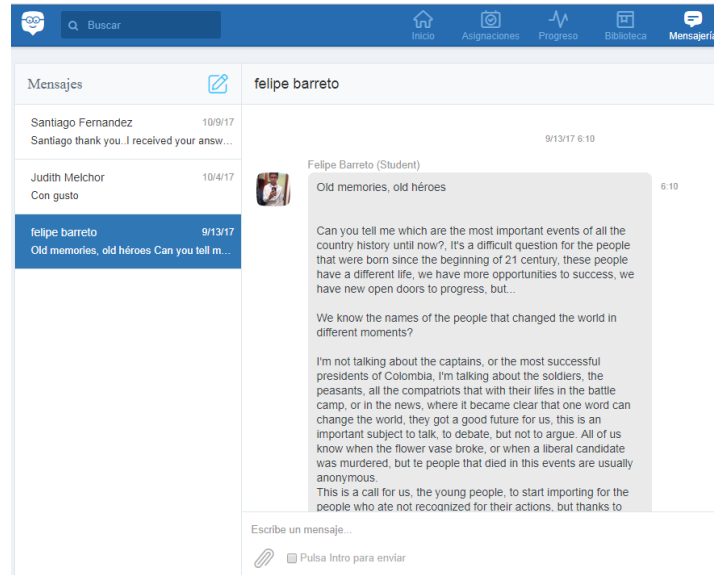 Buscar
Inicio
Asignaciones
Progreso
Biblioteca
Mensajería
Mensajes
felipe barreto
Santiago Fernandez 10/9/17
Santiago thank you..I received your answ...
Judith Melchor 10/4/17
Con gusto
felipe barreto 9/13/17
Old memories, old héroes Can you tell m...
9/13/17 6:10
Felipe Barreto (Student)
Old memories, old héroes 6:10
Can you tell me which are the most important events of all the
country history until now?, It's a difficult question for the people
that were born since the beginning of 21 century, these people
have a different life, we have more opportunities to success, we
have new open doors to progress, but...
We know the names of the people that changed the world in
different moments?
I'm not talking about the captains, or the most successful
presidents of Colombia, I'm talking about the soldiers, the
peasants, all the compatriots that with their lifes in the battle
camp, or in the news, where it became clear that one word can
change the world, they got a good future for us, this is an
important subject to talk, to debate, but not to argue. All of us
know when the flower vase broke, or when a liberal candidate
was murdered, but te people that died in this events are usually
anonymous.
This is a call for us, the young people, to start importing for the
people who ate not recognized for their actions, but thanks to
Escribe un mensaje...
Pulsa Intro para enviar